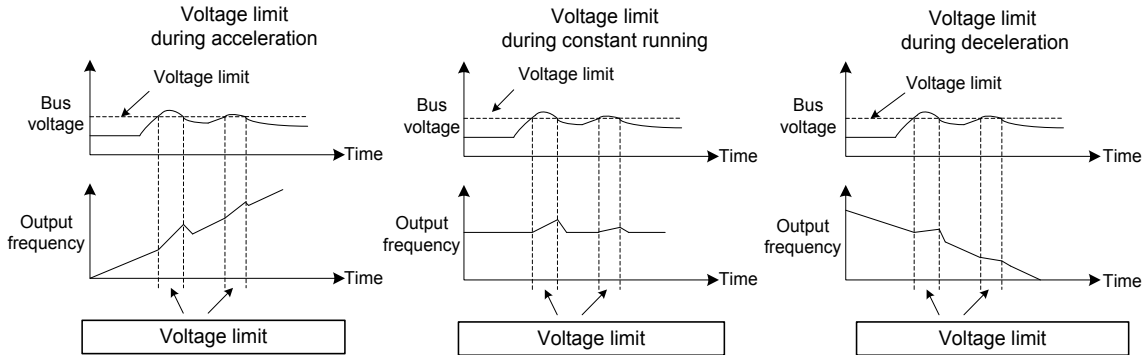 Voltage limit
during acceleration
Voltage limit
Bus
voltage
Time
Output
frequency
Time
Voltage limit
Voltage limit
during constant running
Voltage limit
Bus
voltage
Time
Output
frequency
Time
Voltage limit
Voltage limit
during deceleration
Voltage limit
Bus
voltage
Time
Output
frequency
Time
Voltage limit